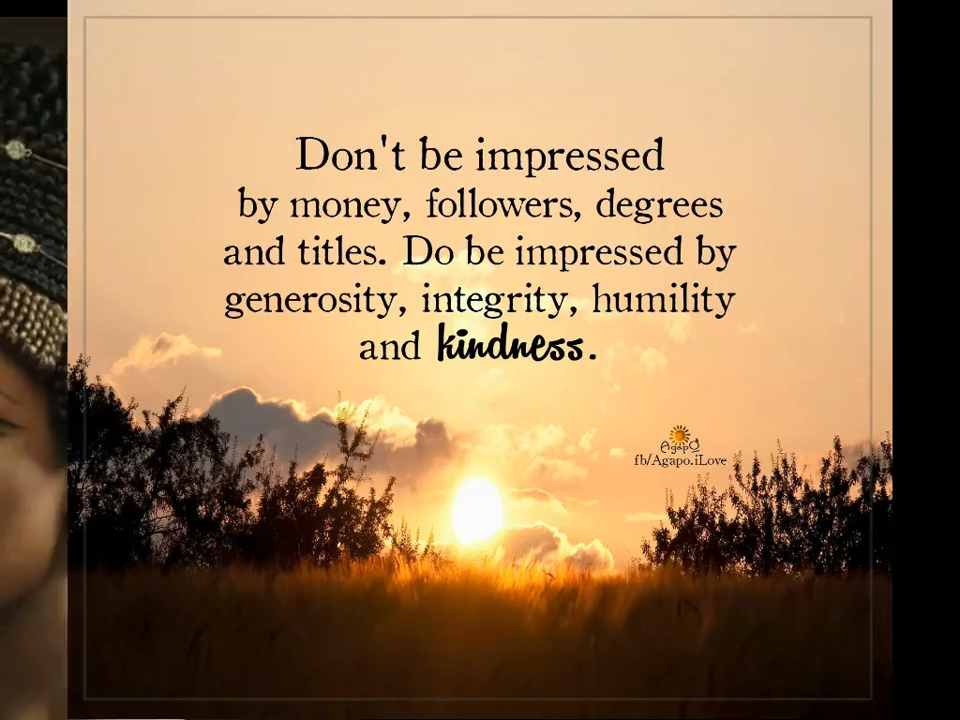 Don't be impressed
by money, followers, degrees
and titles. Do be impressed by
generosity, integrity, humility
and kindness.
AgapO
fb/Agapo.iLove